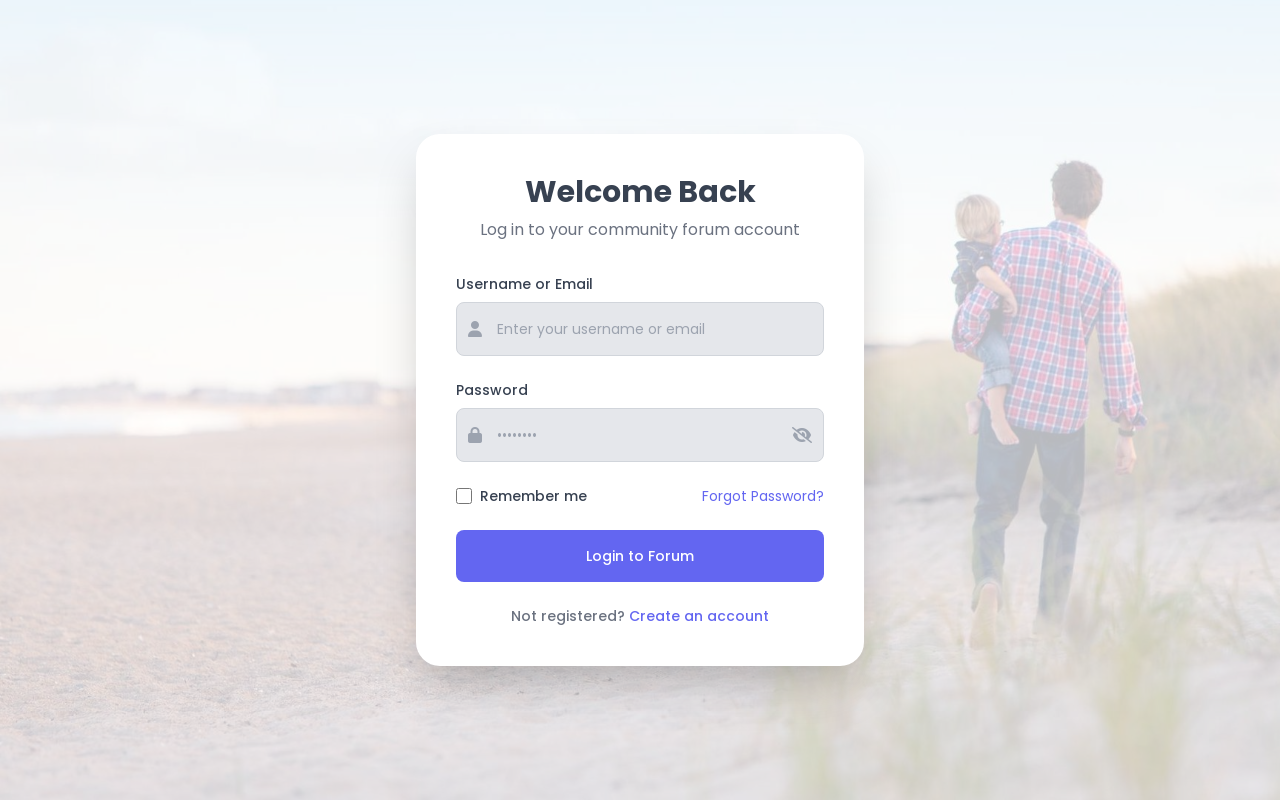 Welcome Back
Log in to your community forum account
Username or Email
Enter your username or email
Password
••••••••
Remember me
Forgot Password?
Login to Forum
Not registered? Create an account